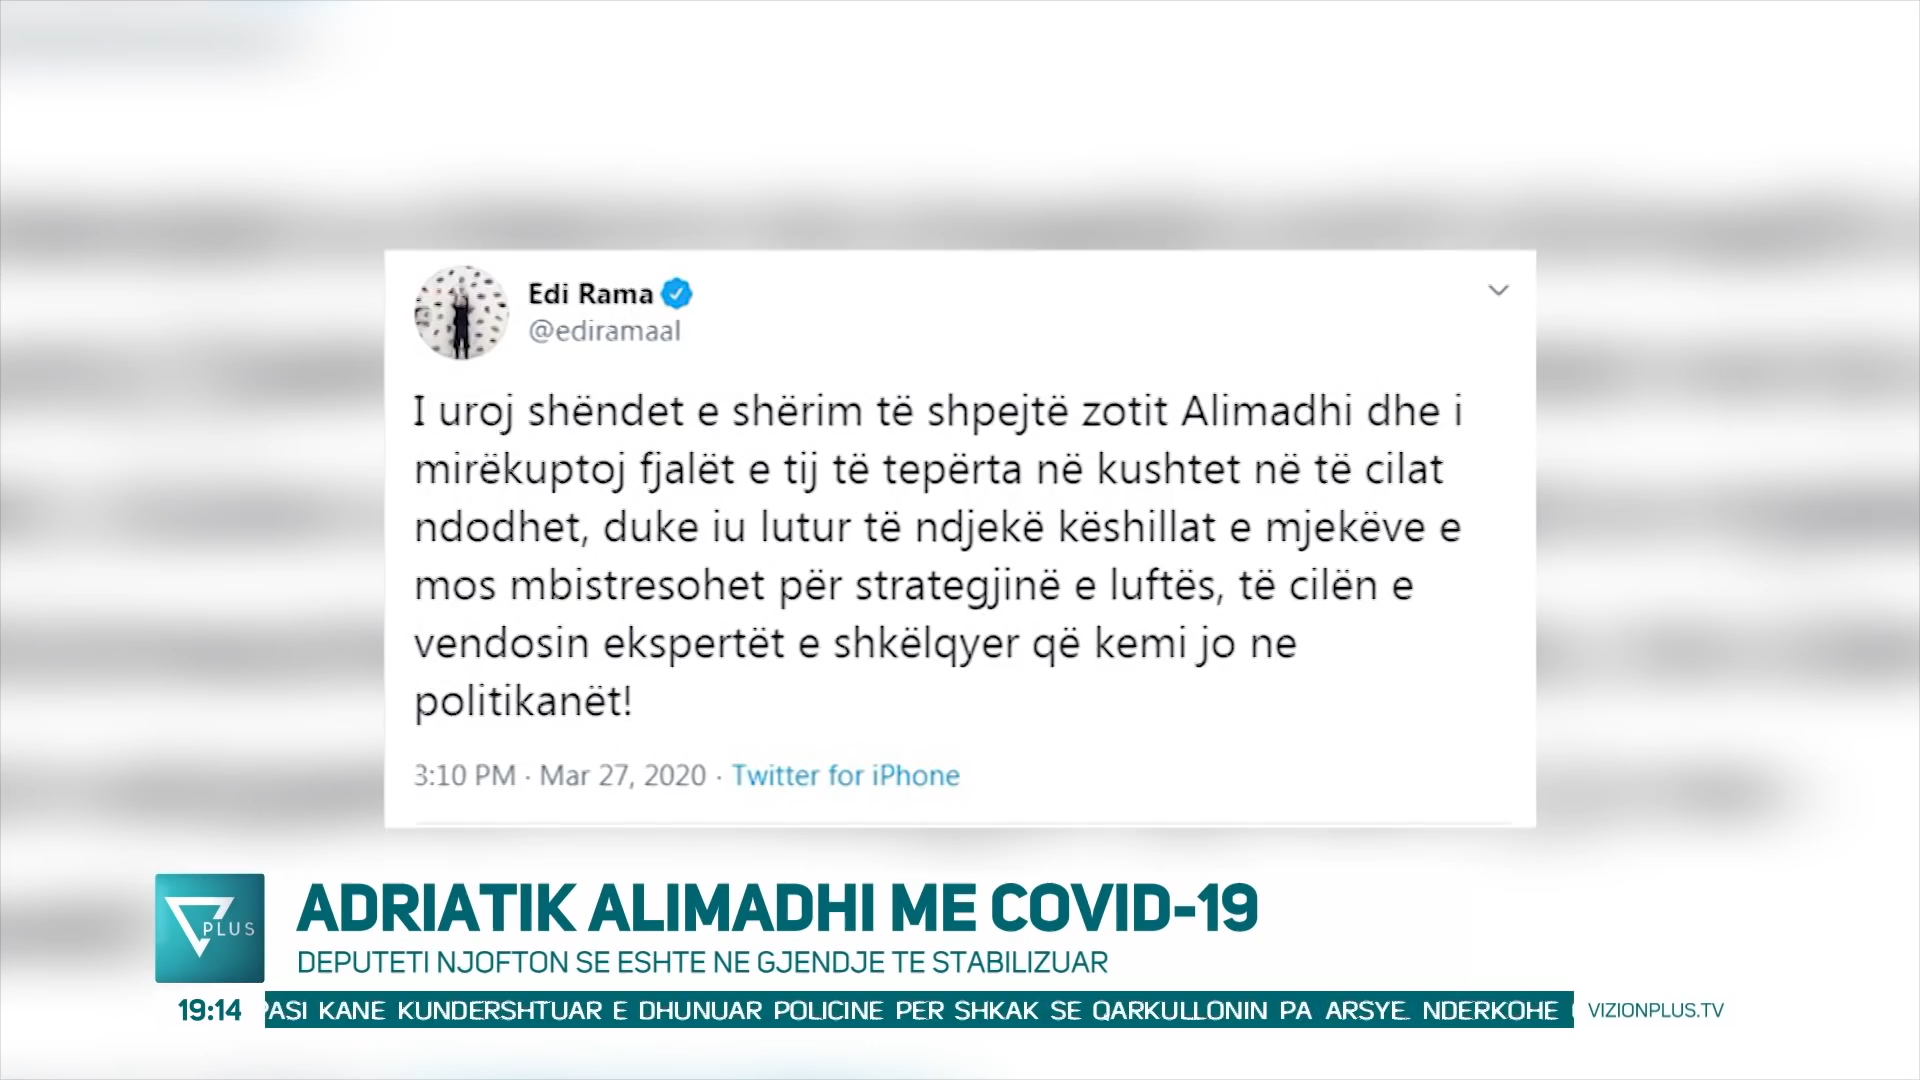 Edi Rama
@ediramaal
I uroj shëndet e shërim të shpejtë zotit Alimadhi dhe i
mirëkuptoj fjalët e tij të tepërta në kushtet në të cilat
ndodhet, duke iu lutur të ndjekë këshillat e mjekëve e
mos mbistresohet për strategjinë e luftës, të cilën e
vendosin ekspertët e shkëlqyer që kemi jo ne
politikanët!
3:10 PM · Mar 27, 2020 · Twitter for iPhone
PLUS
ADRIATIK ALIMADHI ME COVID-19
DEPUTETI NJOFTON SE ESHTE NE GJENDJE TE STABILIZUAR
19:14 PASI KANE KUNDERSHTUAR E DHUNUAR POLICINE PER SHKAK SE QARKULLONIN PA ARSYE. NDERKOHE VIZIONPLUS.TV